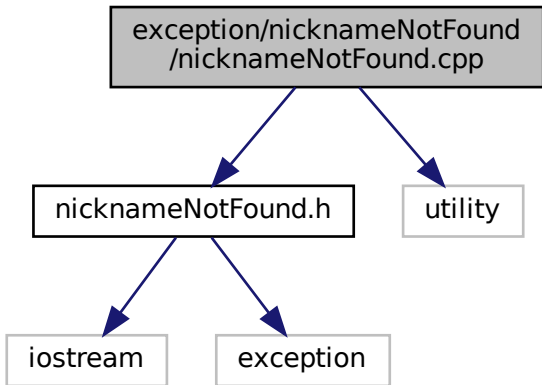 exception/nicknameNotFound
/nicknameNotFound.cpp
nicknameNotFound.h
utility
iostream
exception